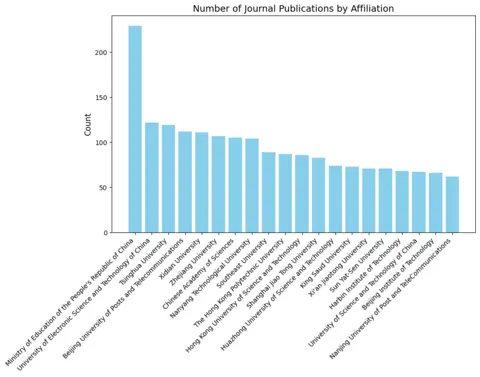 Number of Journal Publications by Affiliation
Count
200
150
100
50
0
Ministry of Education of the People's Republic of China
University of Electronic Science and Technology of China
Tsinghua University
Beijing University of Posts and Telecommunications
Xidian University
Zhejiang University
Chinese Academy of Sciences
Nanyang Technological University
Southeast University
The Hong Kong Polytechnic University
Hong Kong University of Science and Technology
Shanghai Jiao Tong University
Huazhong University of Science and Technology
King Saud University
Xi'an Jiaotong University
Sun Yat-Sen University
Harbin Institute of Technology
University of Science and Technology of China
Beijing Institute of Technology
Nanjing University of Post and TeleCommunications